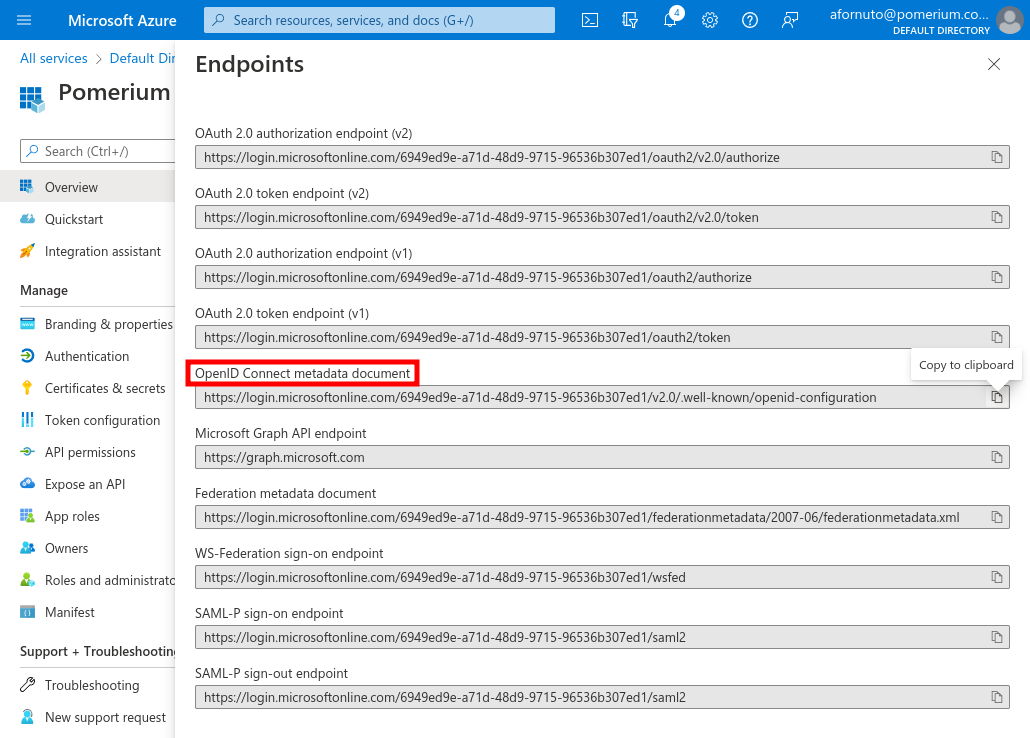 Microsoft Azure
Search resources, services, and docs (G+/)
4
afornuto@pomerium.co...
DEFAULT DIRECTORY
All services > Default Dir
Pomerium
Search (Ctrl+/)
Overview
Quickstart
Integration assistant
Manage
Branding & properties
Authentication
Certificates & secrets
Token configuration
API permissions
Expose an API
App roles
Owners
Roles and administrato
Manifest
Support + Troubleshooting
Troubleshooting
New support request
Endpoints
OAuth 2.0 authorization endpoint (v2)
https://login.microsoftonline.com/6949ed9e-a71d-48d9-9715-96536b307ed1/oauth2/v2.0/authorize
OAuth 2.0 token endpoint (v2)
https://login.microsoftonline.com/6949ed9e-a71d-48d9-9715-96536b307ed1/oauth2/v2.0/token
OAuth 2.0 authorization endpoint (v1)
https://login.microsoftonline.com/6949ed9e-a71d-48d9-9715-96536b307ed1/oauth2/authorize
OAuth 2.0 token endpoint (v1)
https://login.microsoftonline.com/6949ed9e-a71d-48d9-9715-96536b307ed1/oauth2/token
Copy to clipboard
OpenID Connect metadata document
https://login.microsoftonline.com/6949ed9e-a71d-48d9-9715-96536b307ed1/v2.0/.well-known/openid-configuration
Microsoft Graph API endpoint
https://graph.microsoft.com
Federation metadata document
https://login.microsoftonline.com/6949ed9e-a71d-48d9-9715-96536b307ed1/federationmetadata/2007-06/federationmetadata.xml
WS-Federation sign-on endpoint
https://login.microsoftonline.com/6949ed9e-a71d-48d9-9715-96536b307ed1/wsfed
SAML-P sign-on endpoint
https://login.microsoftonline.com/6949ed9e-a71d-48d9-9715-96536b307ed1/saml2
SAML-P sign-out endpoint
https://login.microsoftonline.com/6949ed9e-a71d-48d9-9715-96536b307ed1/saml2